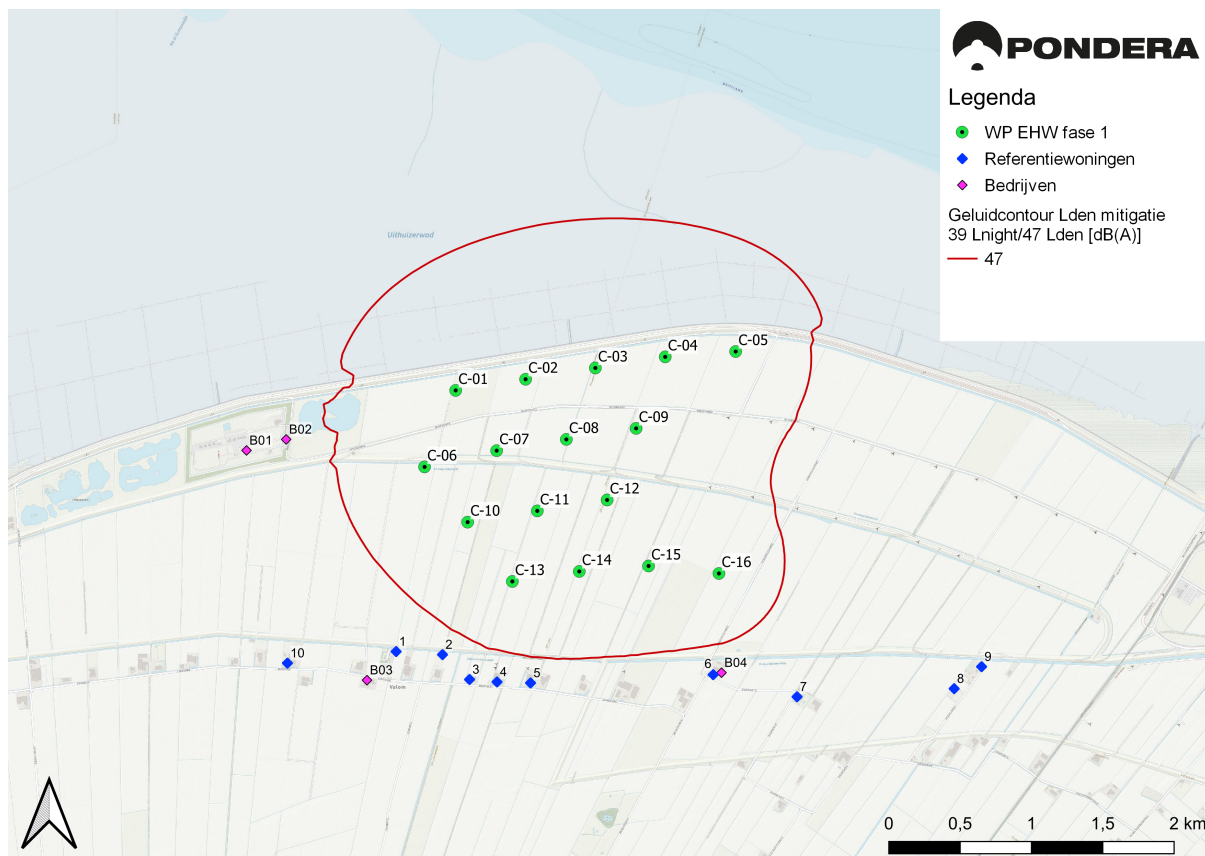 PONDERA
Legenda
WP EHW fase 1
Referentiewoningen
Bedrijven
Geluidcontour Lden mitigatie
39 Lnight/47 Lden [dB(A)]
47
Uithuizerwad
C-05
C-04
C-03
C-02
C-01
C-09
C-08
C-07
C-06
B02
B01
C-12
C-11
C-10
C-15
C-16
C-14
C-13
1
2
10
B03
Valom
3
4
5
6
B04
7
8
9
0
0,5
1
1,5
2 km